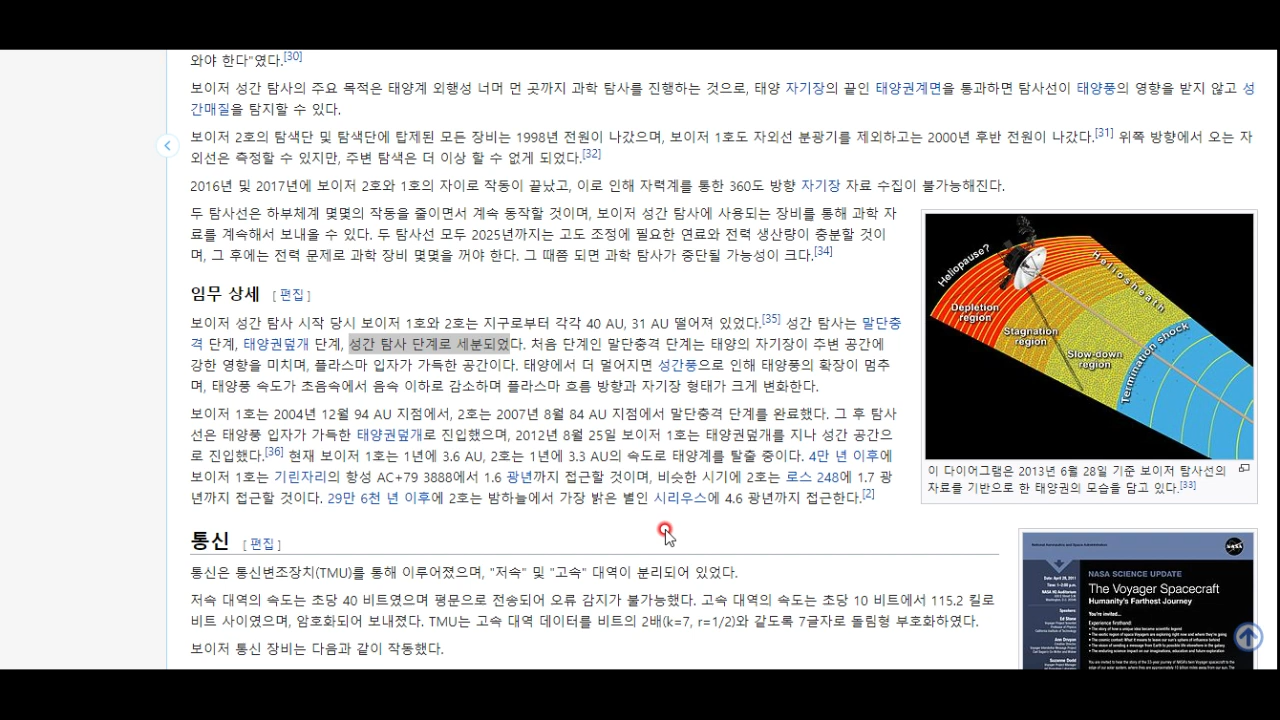 와야 한다"였다.[30]
보이저 성간 탐사의 주요 목적은 태양계 외행성 너머 먼 곳까지 과학 탐사를 진행하는 것으로, 태양 자기장의 끝인 태양권계면을 통과하면 탐사선이 태양풍의 영향을 받지 않고 성
간매질을 탐지할 수 있다.
보이저 2호의 탐색단 및 탐색단에 탑제된 모든 장비는 1998년 전원이 나갔으며, 보이저 1호도 자외선 분광기를 제외하고는 2000년 후반 전원이 나갔다.[31] 위쪽 방향에서 오는 자
외선은 측정할 수 있지만, 주변 탐색은 더 이상 할 수 없게 되었다.[32]
2016년 및 2017년에 보이저 2호와 1호의 자이로 작동이 끝났고, 이로 인해 자력계를 통한 360도 방향 자기장 자료 수집이 불가능해진다.
두 탐사선은 하부체계 몇몇의 작동을 줄이면서 계속 동작할 것이며, 보이저 성간 탐사에 사용되는 장비를 통해 과학 자
료를 계속해서 보내올 수 있다. 두 탐사선 모두 2025년까지는 고도 조정에 필요한 연료와 전력 생산량이 충분할 것이
며, 그 후에는 전력 문제로 과학 장비 몇몇을 꺼야 한다. 그 때쯤 되면 과학 탐사가 중단될 가능성이 크다.[34]
임무 상세 [편집]
보이저 성간 탐사 시작 당시 보이저 1호와 2호는 지구로부터 각각 40 AU, 31 AU 떨어져 있었다.[35] 성간 탐사는 말단충
격 단계, 태양권덮개 단계, 성간 탐사 단계로 세분되었다. 처음 단계인 말단충격 단계는 태양의 자기장이 주변 공간에
강한 영향을 미치며, 플라스마 입자가 가득한 공간이다. 태양에서 더 멀어지면 성간풍으로 인해 태양풍의 확장이 멈추
며, 태양풍 속도가 초음속에서 음속 이하로 감소하며 플라스마 흐름 방향과 자기장 형태가 크게 변화한다.
보이저 1호는 2004년 12월 94 AU 지점에서, 2호는 2007년 8월 84 AU 지점에서 말단충격 단계를 완료했다. 그 후 탐사
선은 태양풍 입자가 가득한 태양권덮개로 진입했으며, 2012년 8월 25일 보이저 1호는 태양권덮개를 지나 성간 공간으
로 진입했다.[36] 현재 보이저 1호는 1년에 3.6 AU, 2호는 1년에 3.3 AU의 속도로 태양권를 탈출 중이다. 4만 년 이후에
보이저 1호는 기린자리의 항성 AC+79 3888에서 1.6 광년까지 접근할 것이며, 비슷한 시기에 2호는 로스 248에 1.7 광
년까지 접근할 것이다. 29만 6천 년 이후에 2호는 밤하늘에서 가장 밝은 별인 시리우스에 4.6 광년까지 접근한다.[2]
Heliopause?
Heliosheath
Depletion
region
Stagnation
region
Slow-down
region
Termination shock
이 다이어그램은 2013년 6월 28일 기준 보이저 탐사선의
자료를 기반으로 한 태양권의 모습을 담고 있다.[33]
통신 [편집]
통신은 통신변조장치(TMU)를 통해 이루어졌으며, "저속" 및 "고속" 대역이 분리되어 있었다.
저속 대역의 속도는 초당 40 비트였고, 평문으로 전송되어 오류 감지가 불가능했다. 고속 대역의 속도는 초당 10 비트에서 115.2 킬로
비트 사이였으며, 암호화되어 보내졌다. TMU는 고속 대역 데이터를 비트의 2배(k=7, r=1/2)와 같도록 7글자로 돌림형 부호화하였다.
보이저 통신 장비는 다음과 같이 작동했다.
NASA
NASA SCIENCE UPDATE
The Voyager Spacecraft
Humanity's Farthest Journey
You're invited...
Experience firsthand: